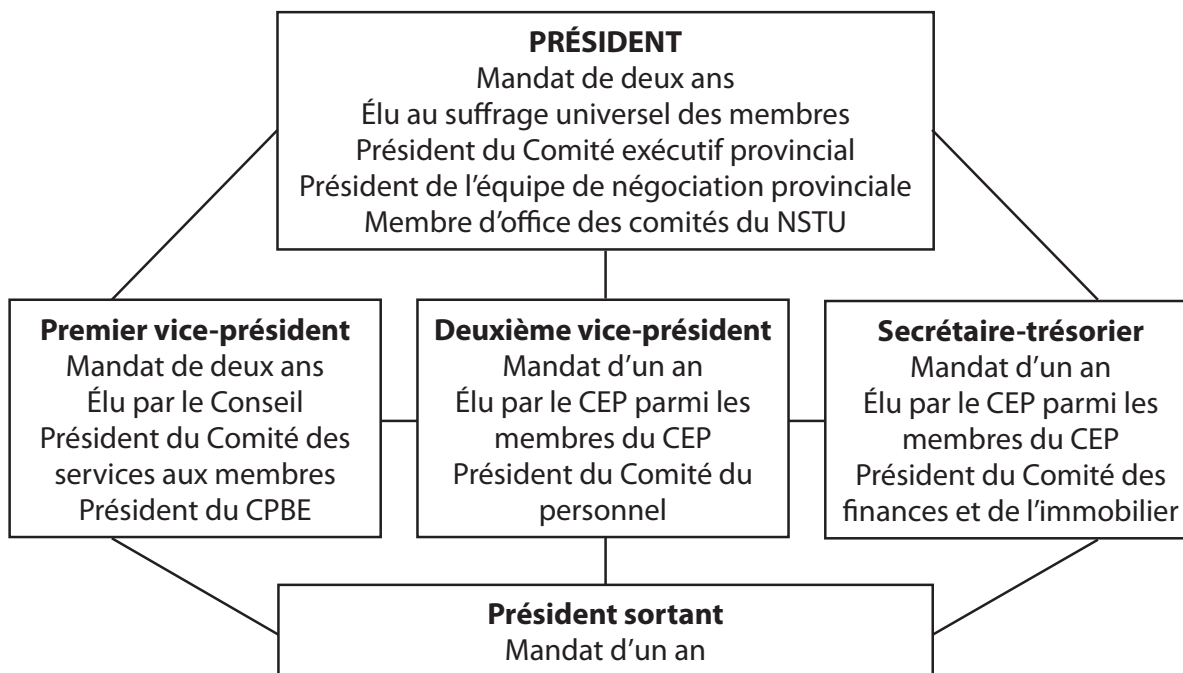 PRÉSIDENT
Mandat de deux ans
Élu au suffrage universel des membres
Président du Comité exécutif provincial
Président de l’équipe de négociation provinciale
Membre d’office des comités du NSTU
Premier vice-président
Mandat de deux ans
Élu par le Conseil
Président du Comité des
services aux membres
Président du CPBE
Deuxième vice-président
Mandat d’un an
Élu par le CEP parmi les
membres du CEP
Président du Comité du
personnel
Secrétaire-trésorier
Mandat d’un an
Élu par le CEP parmi les
membres du CEP
Président du Comité des
finances et de l’immobilier
Président sortant
Mandat d’un an